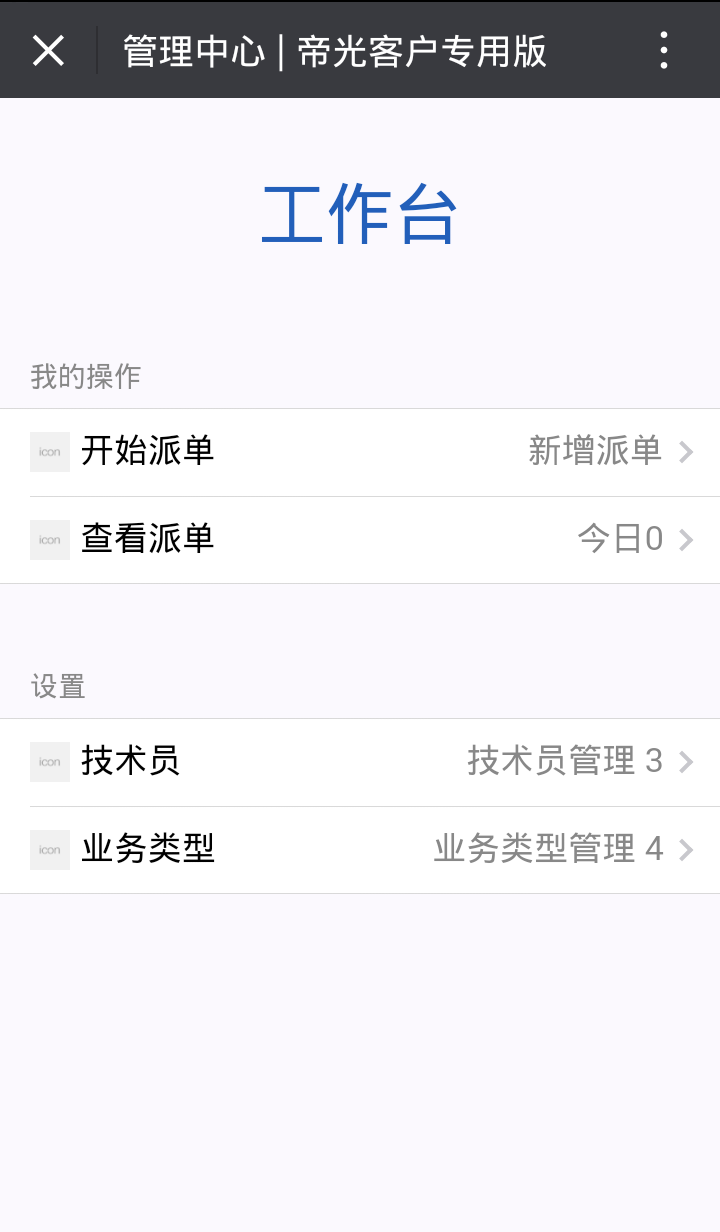 管理中心 | 帝光客户专用版
工作台
我的操作
icon 开始派单 新增派单
icon 查看派单 今日0
设置
icon 技术员 技术员管理 3
icon 业务类型 业务类型管理 4